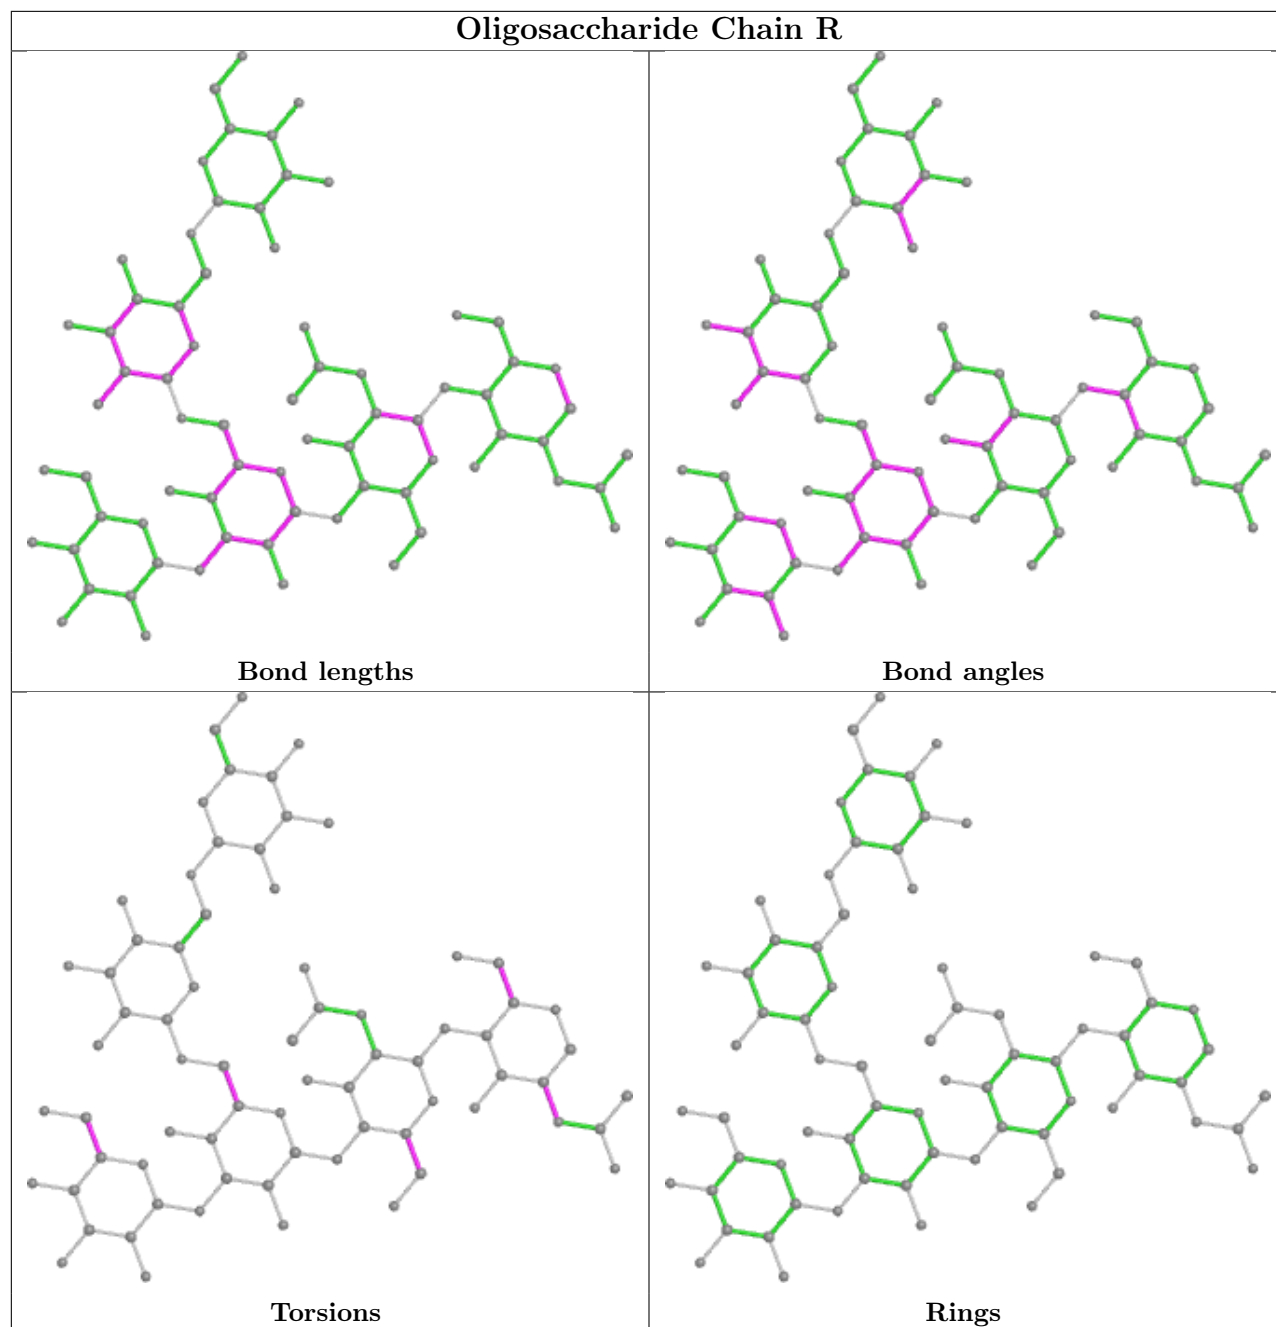 Oligosaccharide Chain R
Bond lengths
Bond angles
Torsions
Rings